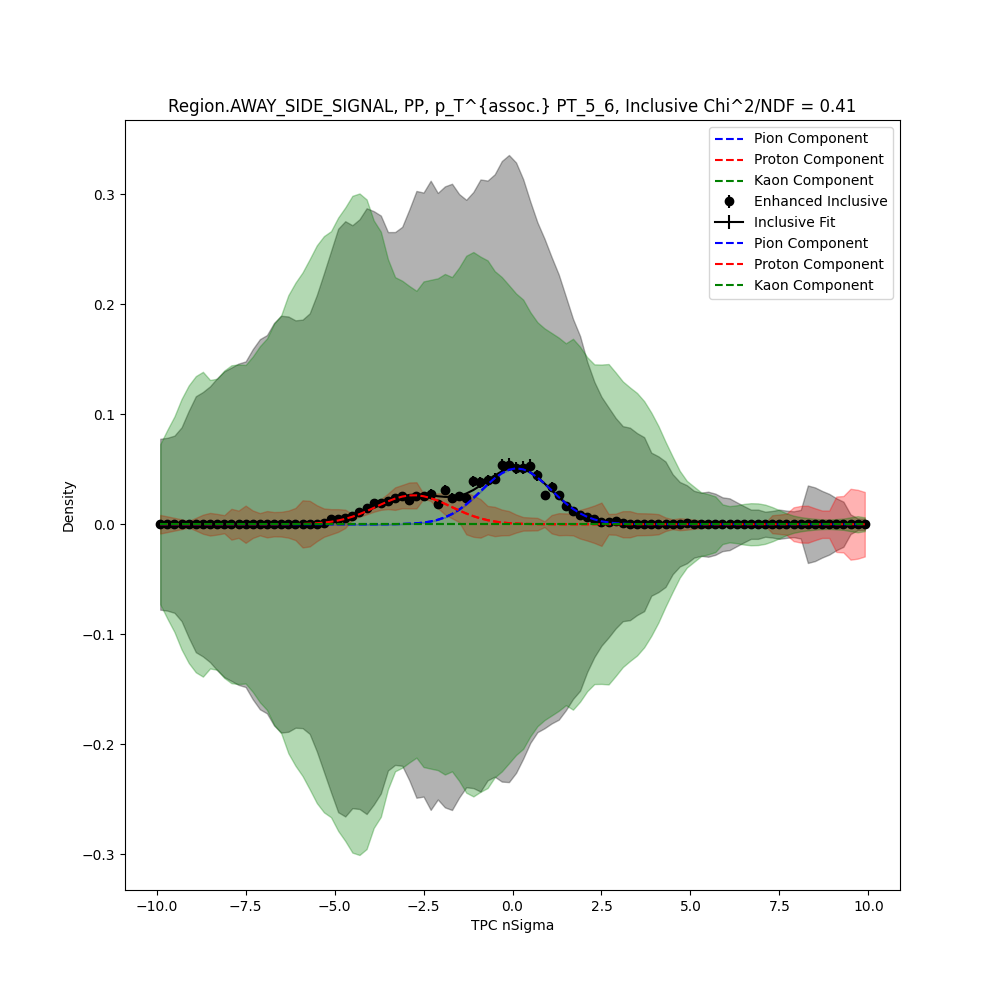 Region.AWAY_SIDE_SIGNAL, PP, p_T^{assoc.} PT_5_6, Inclusive Chi^2/NDF = 0.41
Pion Component
Proton Component
Kaon Component
Enhanced Inclusive
Inclusive Fit
Pion Component
Proton Component
Kaon Component
0.3
0.2
0.1
0.0
−0.1
−0.2
−0.3
Density
−10.0 −7.5 −5.0 −2.5 0.0 2.5 5.0 7.5 10.0
TPC nSigma